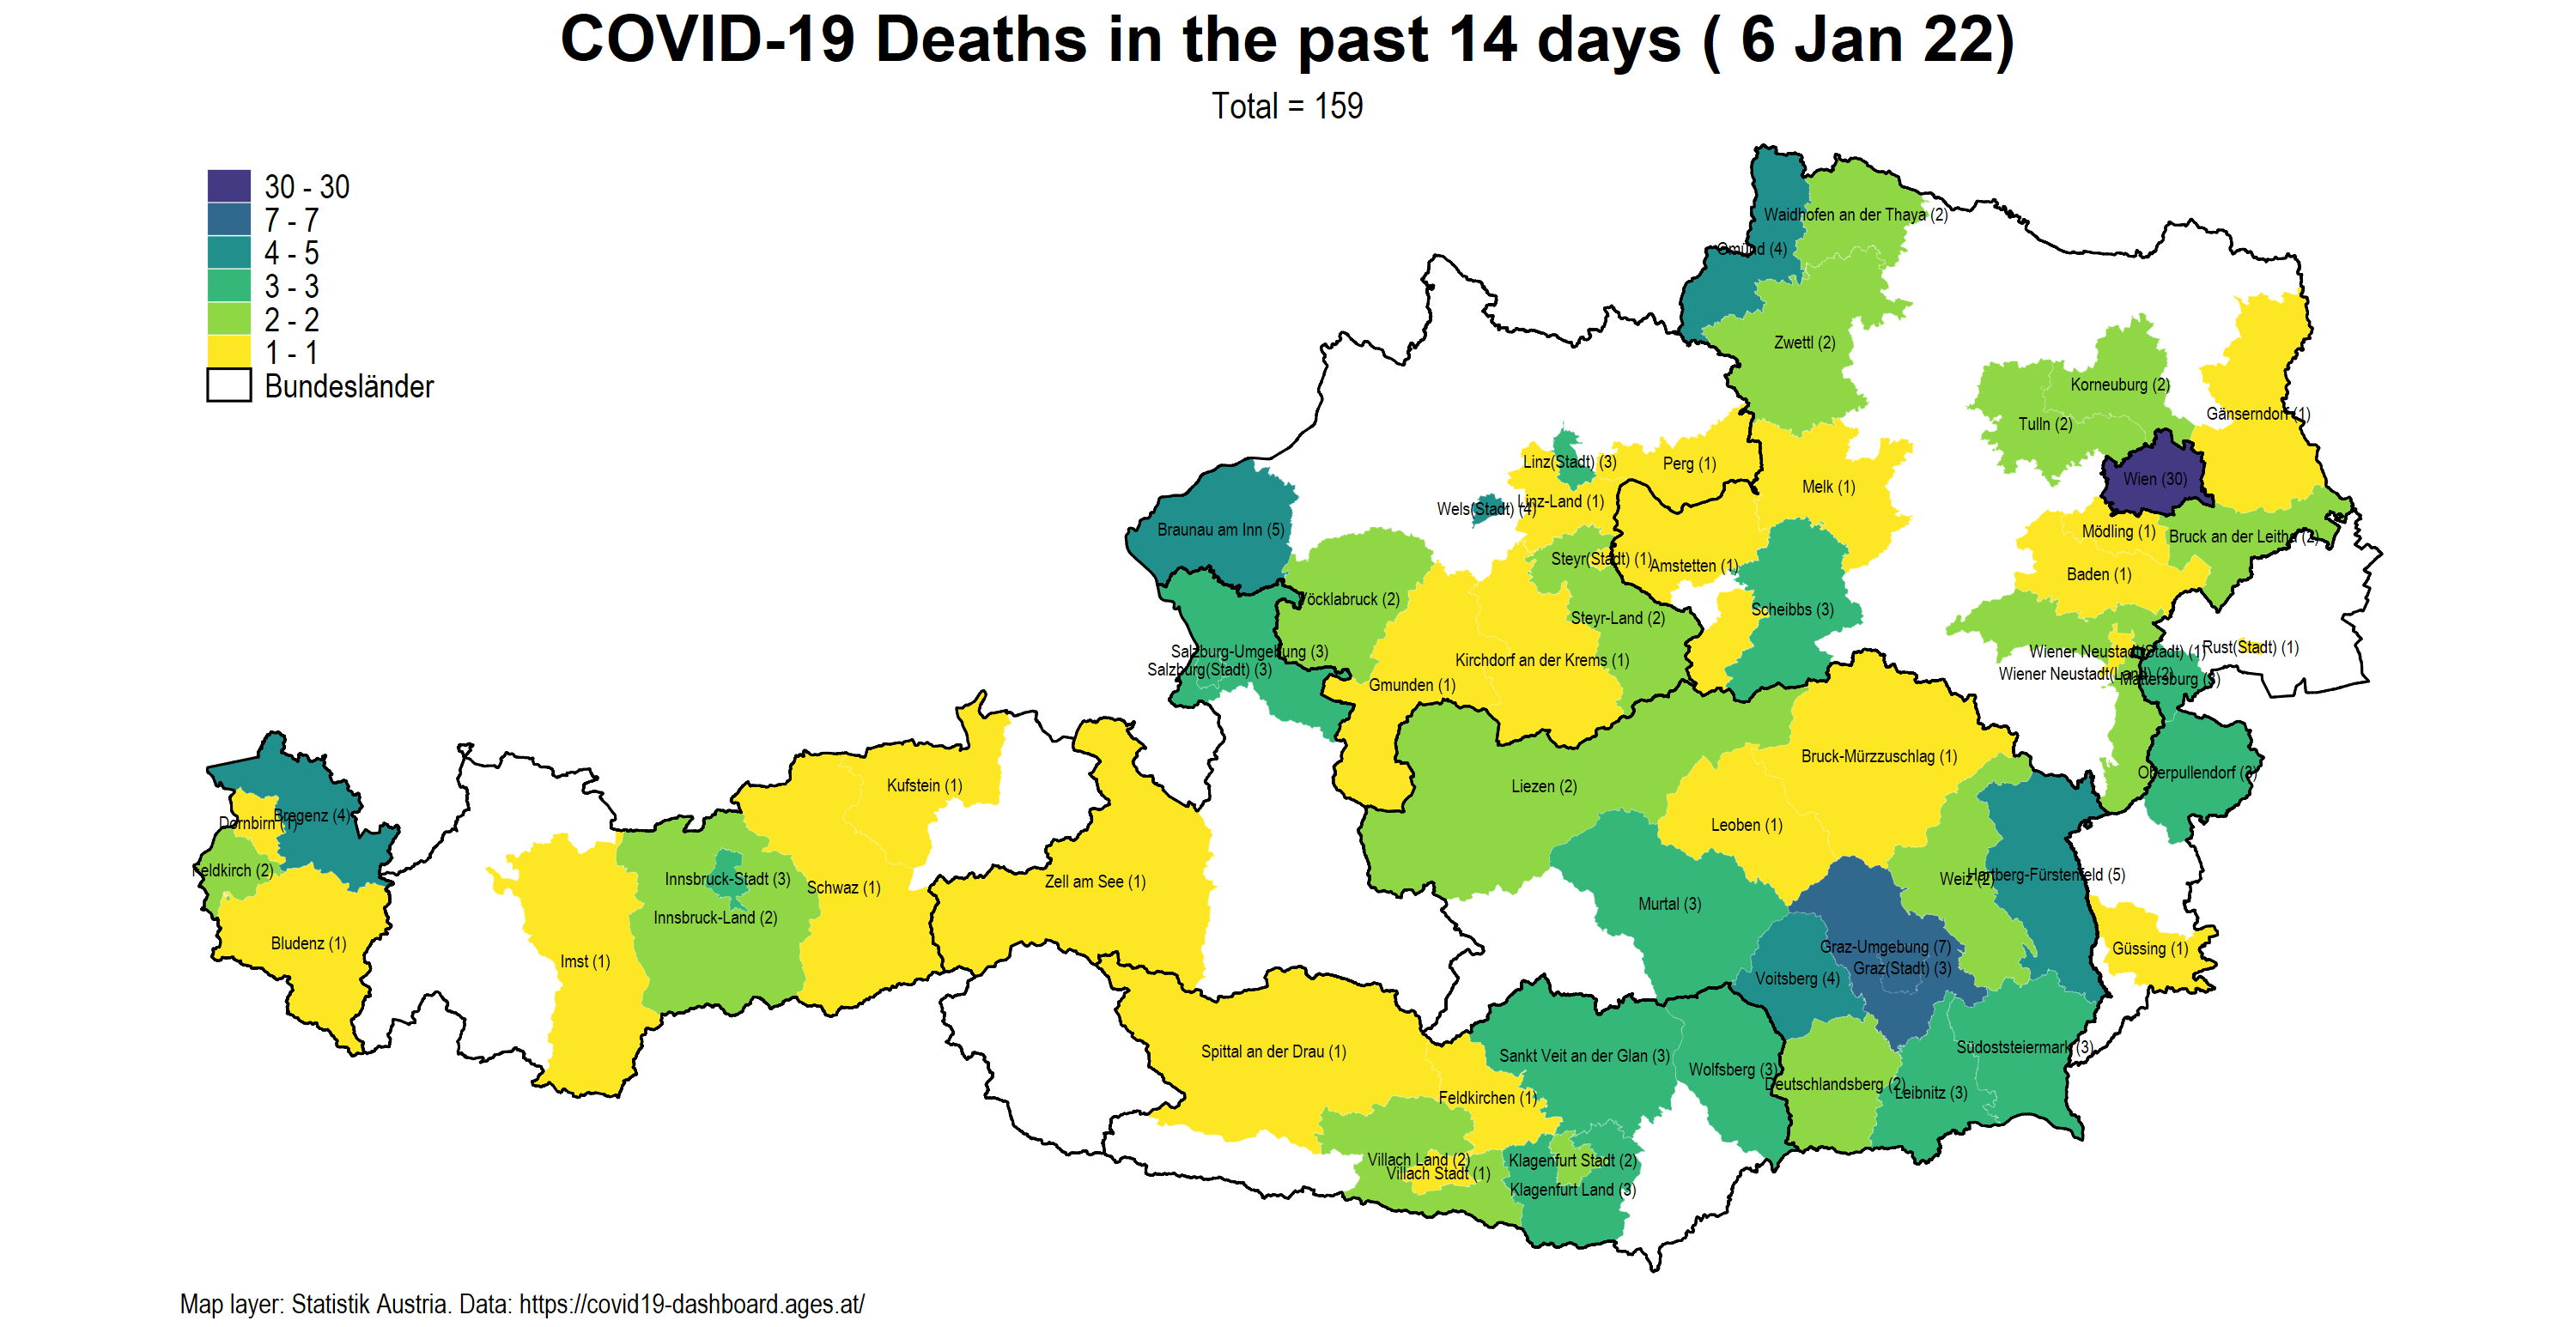 COVID-19 Deaths in the past 14 days ( 6 Jan 22)
Total = 159
30 - 30
7 - 7
4 - 5
3 - 3
2 - 2
1 - 1
Bundesländer
Waidhofen an der Thaya (2)
Gmünd (4)
Zwettl (2)
Korneuburg (2)
Gänserndorf (1)
Tulln (2)
Linz(Stadt) (3)
Perg (1)
Wien (30)
Melk (1)
Linz-Land (1)
Wels(Stadt) (4)
Braunau am Inn (5)
Mödling (1)
Bruck an der Leitha (2)
Steyr(Stadt) (1)
Amstetten (1)
Baden (1)
Vöcklabruck (2)
Scheibbs (3)
Steyr-Land (2)
Salzburg-Umgebung (3)
Wiener Neustadt(Stadt) (1)
Rust(Stadt) (1)
Kirchdorf an der Krems (1)
Salzburg(Stadt) (3)
Wiener Neustadt(Land) (2)
Mattersburg (3)
Gmunden (1)
Bruck-Mürzzuschlag (1)
Oberpullendorf (3)
Kufstein (1)
Liezen (2)
Bregenz (4)
Dornbirn (1)
Leoben (1)
Feldkirch (2)
Innsbruck-Stadt (3)
Schwaz (1)
Zell am See (1)
Weiz (2)
Hartberg-Fürstenfeld (5)
Murtal (3)
Innsbruck-Land (2)
Bludenz (1)
Graz-Umgebung (7)
Güssing (1)
Imst (1)
Graz(Stadt) (3)
Voitsberg (4)
Spittal an der Drau (1)
Sankt Veit an der Glan (3)
Südoststeiermark (3)
Wolfsberg (3)
Deutschlandsberg (2)
Leibnitz (3)
Feldkirchen (1)
Villach Land (2)
Klagenfurt Stadt (2)
Villach Stadt (1)
Klagenfurt Land (3)
Map layer: Statistik Austria. Data: https://covid19-dashboard.ages.at/